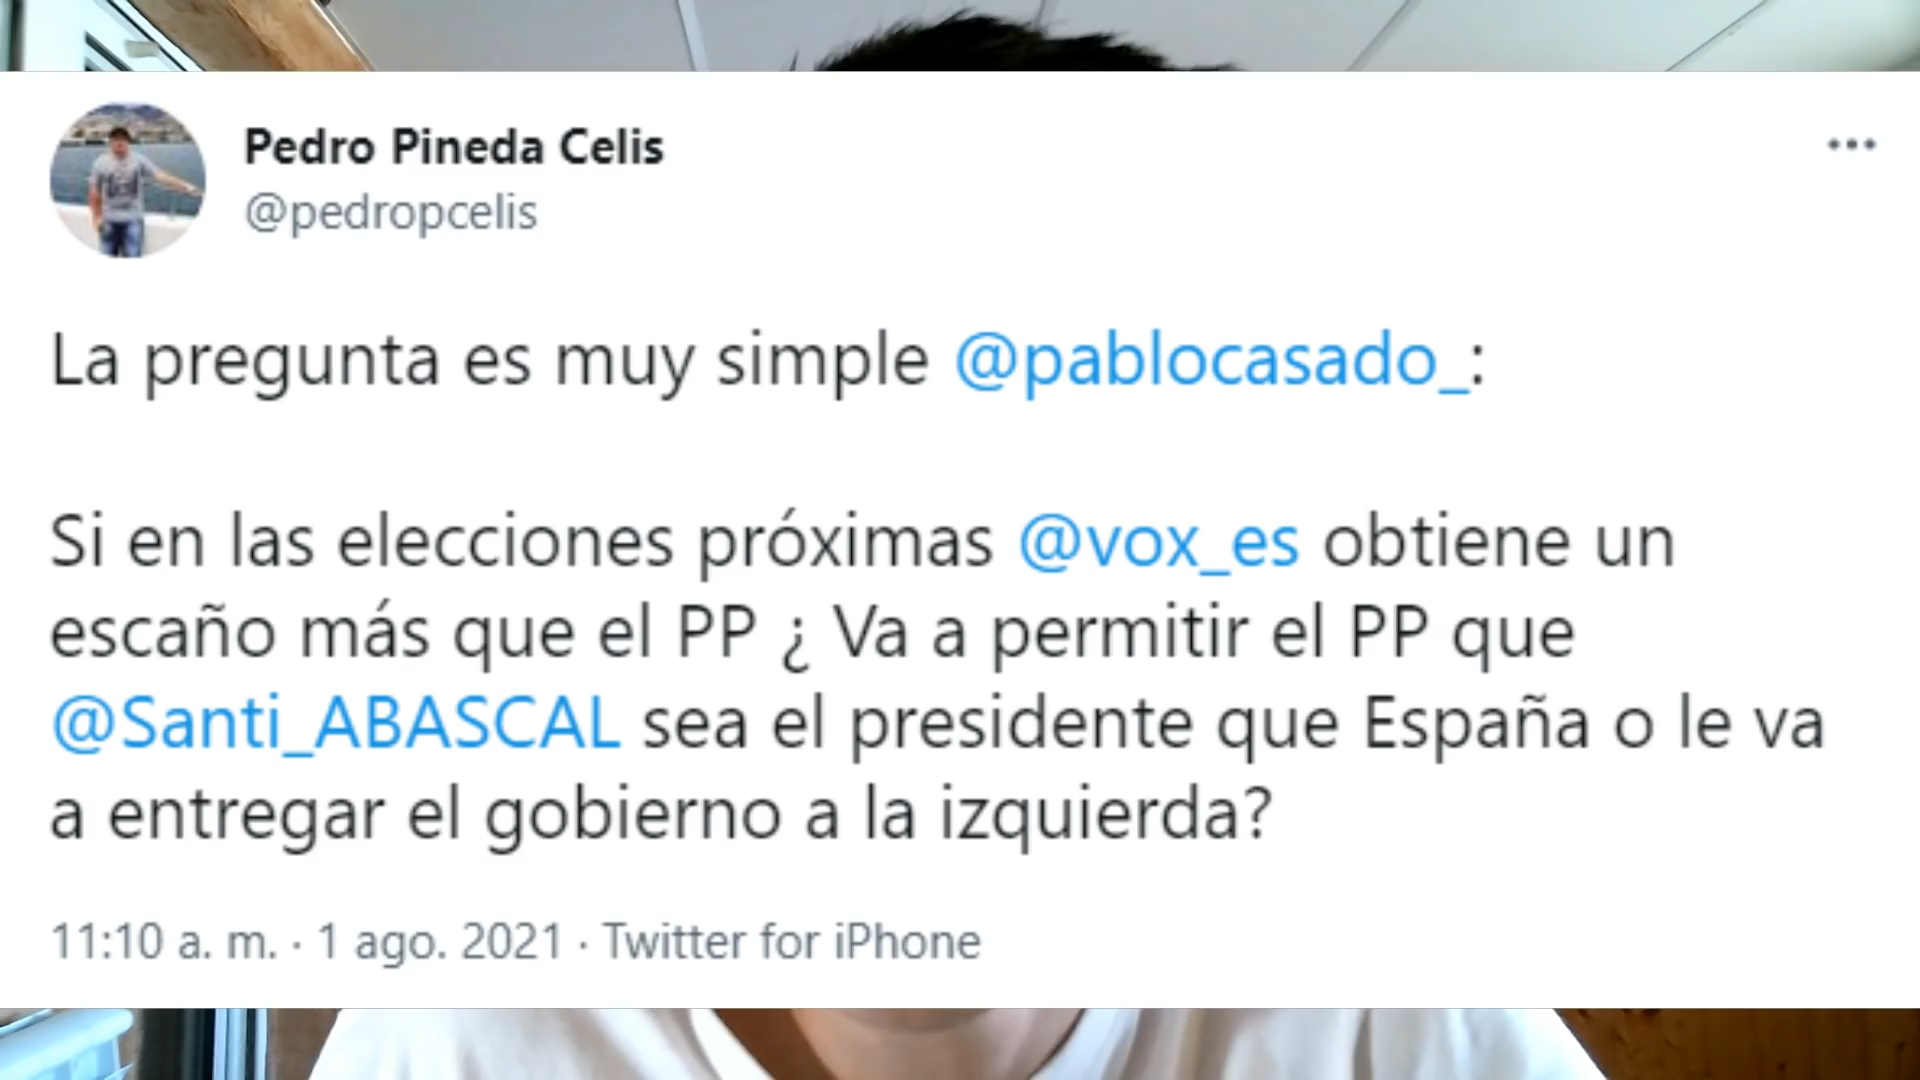 Pedro Pineda Celis
@pedropcelis
La pregunta es muy simple @pablocasado_:
Si en las elecciones próximas @vox_es obtiene un
escaño más que el PP ¿ Va a permitir el PP que
@Santi_ABASCAL sea el presidente que España o le va
a entregar el gobierno a la izquierda?
11:10 a. m. · 1 ago. 2021 · Twitter for iPhone